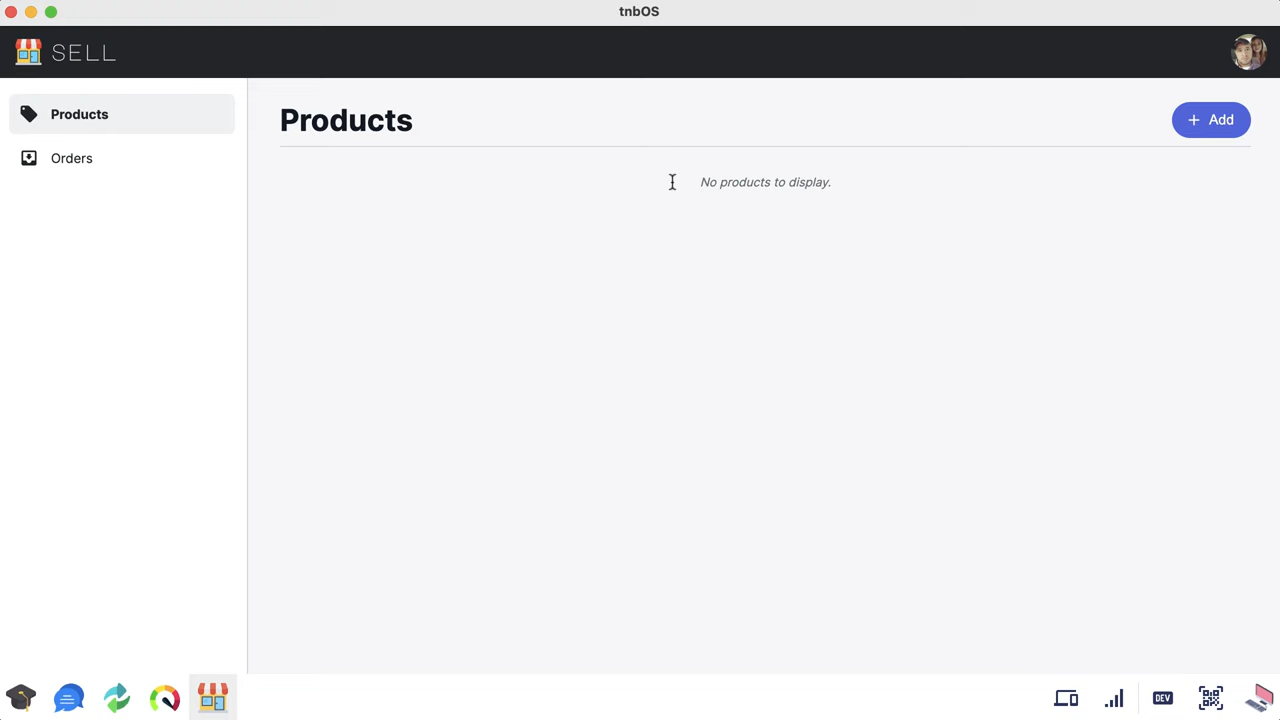 tnbOS
SELL
Products
Orders
Products
+ Add
No products to display.
DEV